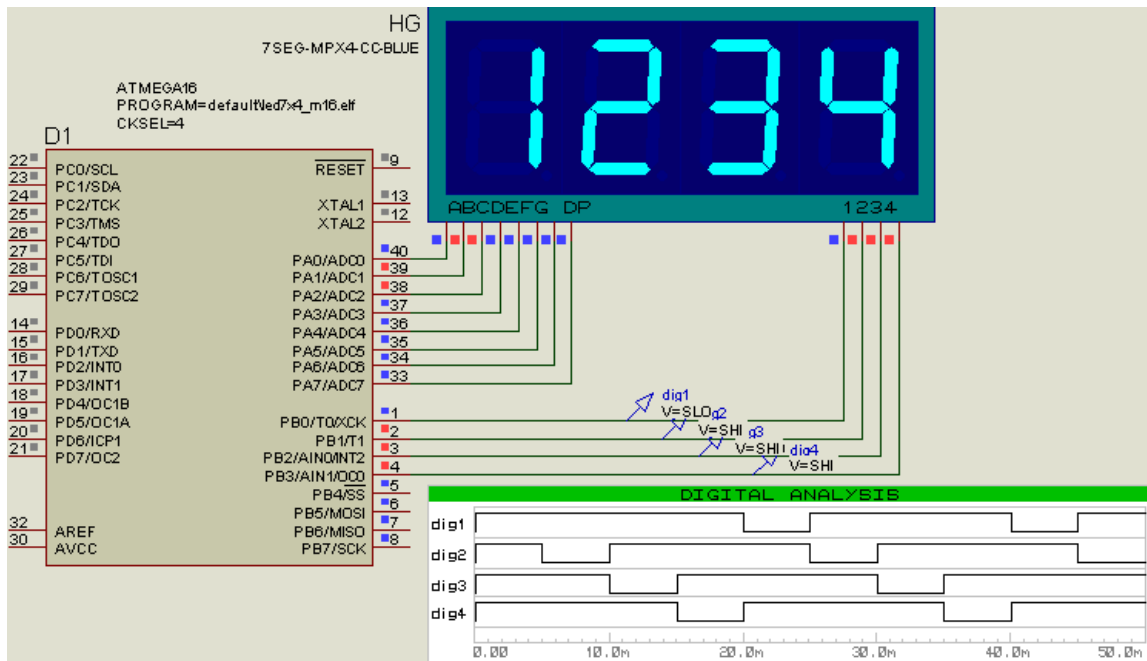 HG
7SEG-MPX4-CC-BLUE
1234
ABCDEFG DP
1234
ATMEGA16
PROGRAM=default\led7x4_m16.elf
CKSEL=4
D1
22 PC0/SCL
23 PC1/SDA
24 PC2/TCK
25 PC3/TMS
26 PC4/TDO
27 PC5/TDI
28 PC6/TOSC1
29 PC7/TOSC2
14 PD0/RXD
15 PD1/TXD
16 PD2/INT0
17 PD3/INT1
18 PD4/OC1B
19 PD5/OC1A
20 PD6/ICP1
21 PD7/OC2
32 AREF
30 AVCC
RESET 9
XTAL1 13
XTAL2 12
PA0/ADC0 40
PA1/ADC1 39
PA2/ADC2 38
PA3/ADC3 37
PA4/ADC4 36
PA5/ADC5 35
PA6/ADC6 34
PA7/ADC7 33
PB0/T0/XCK 1
PB1/T1 2
PB2/AIN0/INT2 3
PB3/AIN1/OC0 4
PB4/SS 5
PB5/MOSI 6
PB6/MISO 7
PB7/SCK 8
dig1
V=SLO
g2
V=SHI
g3
V=SHI
dig4
V=SHI
DIGITAL ANALYSIS
dig1
dig2
dig3
dig4
0.00 10.0m 20.0m 30.0m 40.0m 50.0m